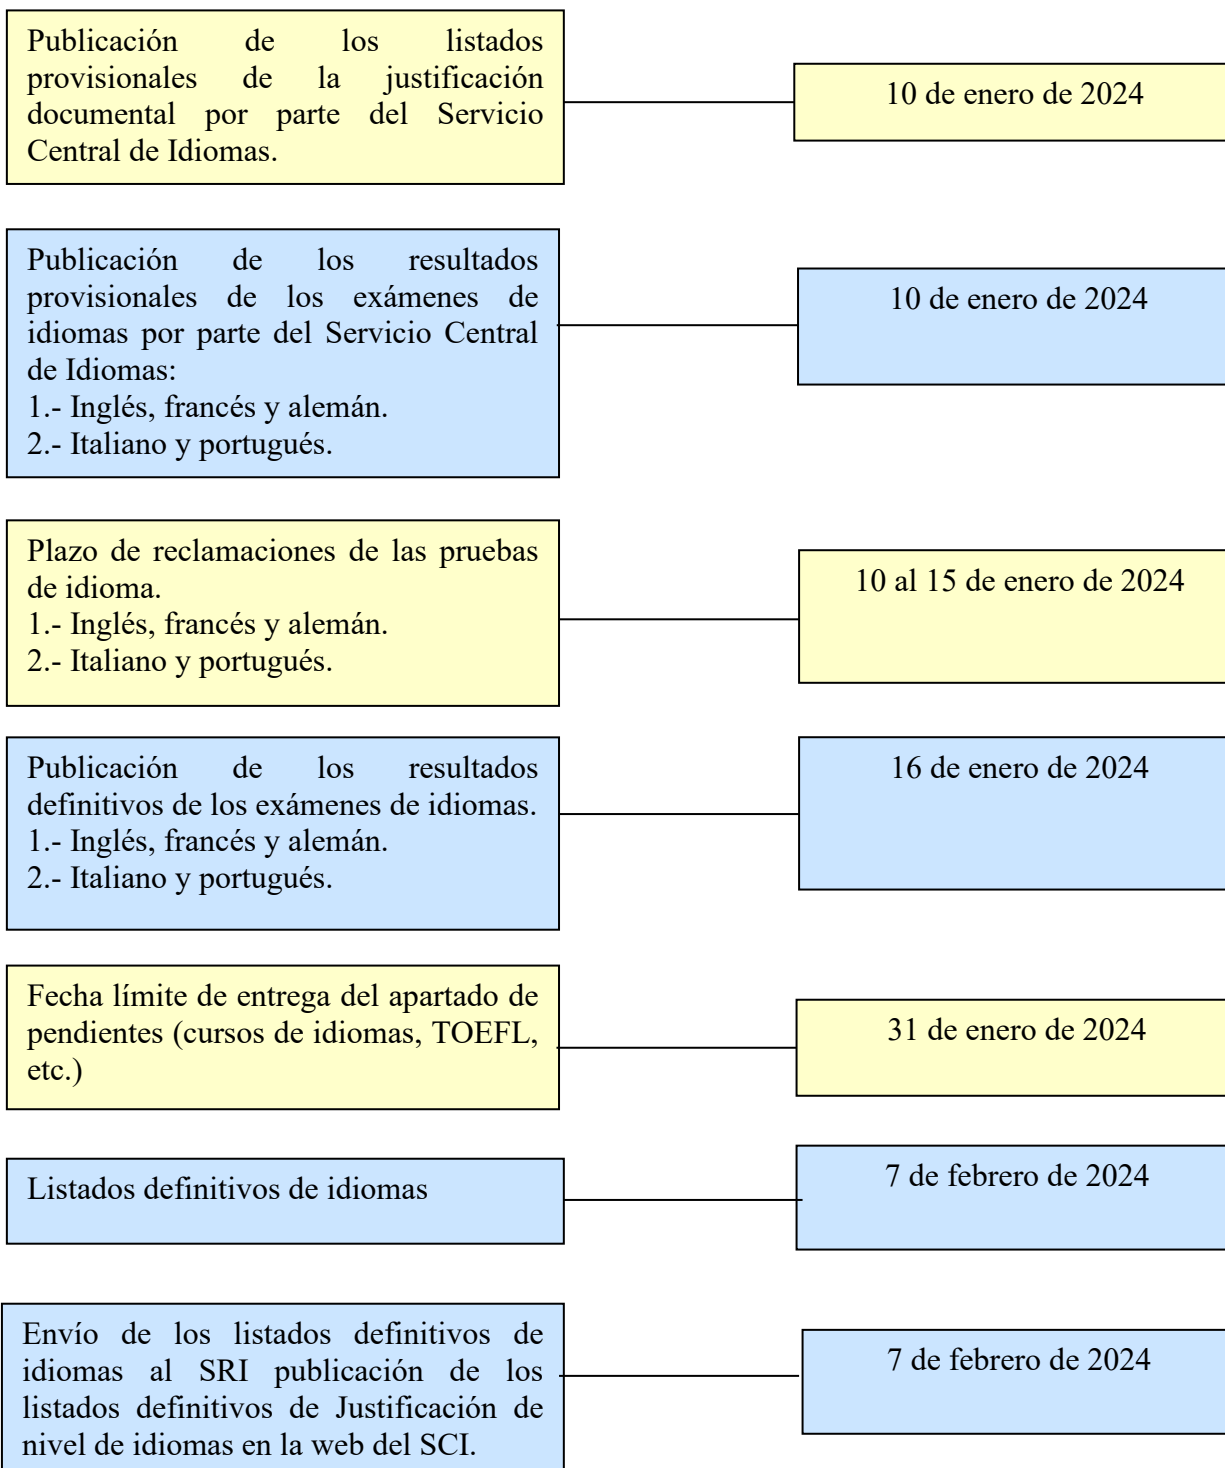 Publicación de los listados
provisionales de la justificación
documental por parte del Servicio
Central de Idiomas.
10 de enero de 2024
Publicación de los resultados
provisionales de los exámenes de
idiomas por parte del Servicio Central
de Idiomas:
1.- Inglés, francés y alemán.
2.- Italiano y portugués.
10 de enero de 2024
Plazo de reclamaciones de las pruebas
de idioma.
1.- Inglés, francés y alemán.
2.- Italiano y portugués.
10 al 15 de enero de 2024
Publicación de los resultados
definitivos de los exámenes de idiomas.
1.- Inglés, francés y alemán.
2.- Italiano y portugués.
16 de enero de 2024
Fecha límite de entrega del apartado de
pendientes (cursos de idiomas, TOEFL,
etc.)
31 de enero de 2024
Listados definitivos de idiomas
7 de febrero de 2024
Envío de los listados definitivos de
idiomas al SRI publicación de los
listados definitivos de Justificación de
nivel de idiomas en la web del SCI.
7 de febrero de 2024